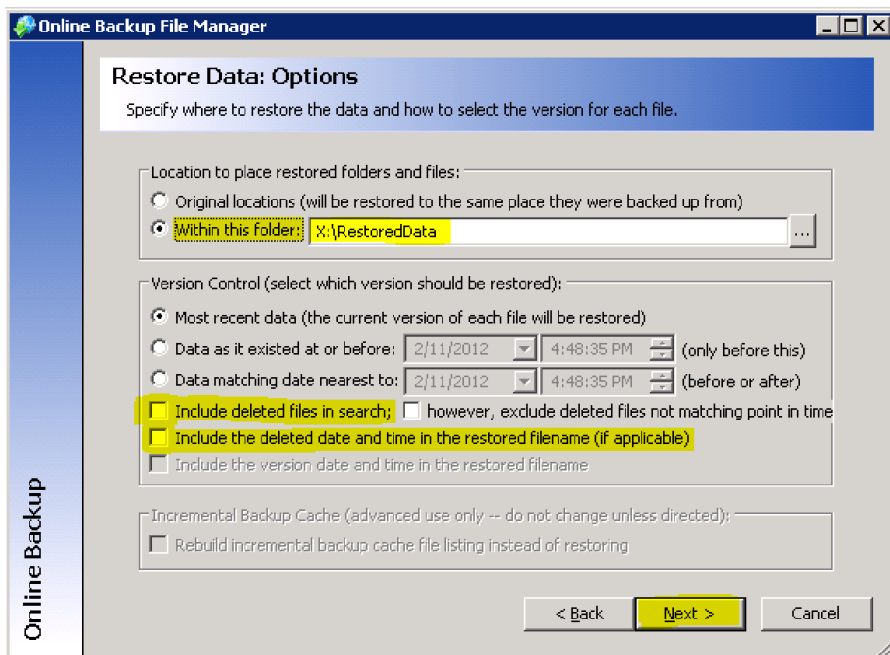 Online Backup File Manager
Restore Data: Options
Specify where to restore the data and how to select the version for each file.
Location to place restored folders and files:
Original locations (will be restored to the same place they were backed up from)
Within this folder: X:\RestoredData ...
Version Control (select which version should be restored):
Most recent data (the current version of each file will be restored)
Data as it existed at or before: 2/11/2012 4:48:35 PM (only before this)
Data matching date nearest to: 2/11/2012 4:48:35 PM (before or after)
Include deleted files in search; however, exclude deleted files not matching point in time
Include the deleted date and time in the restored filename (if applicable)
Include the version date and time in the restored filename
Incremental Backup Cache (advanced use only -- do not change unless directed):
Rebuild incremental backup cache file listing instead of restoring
< Back Next > Cancel
Online Backup